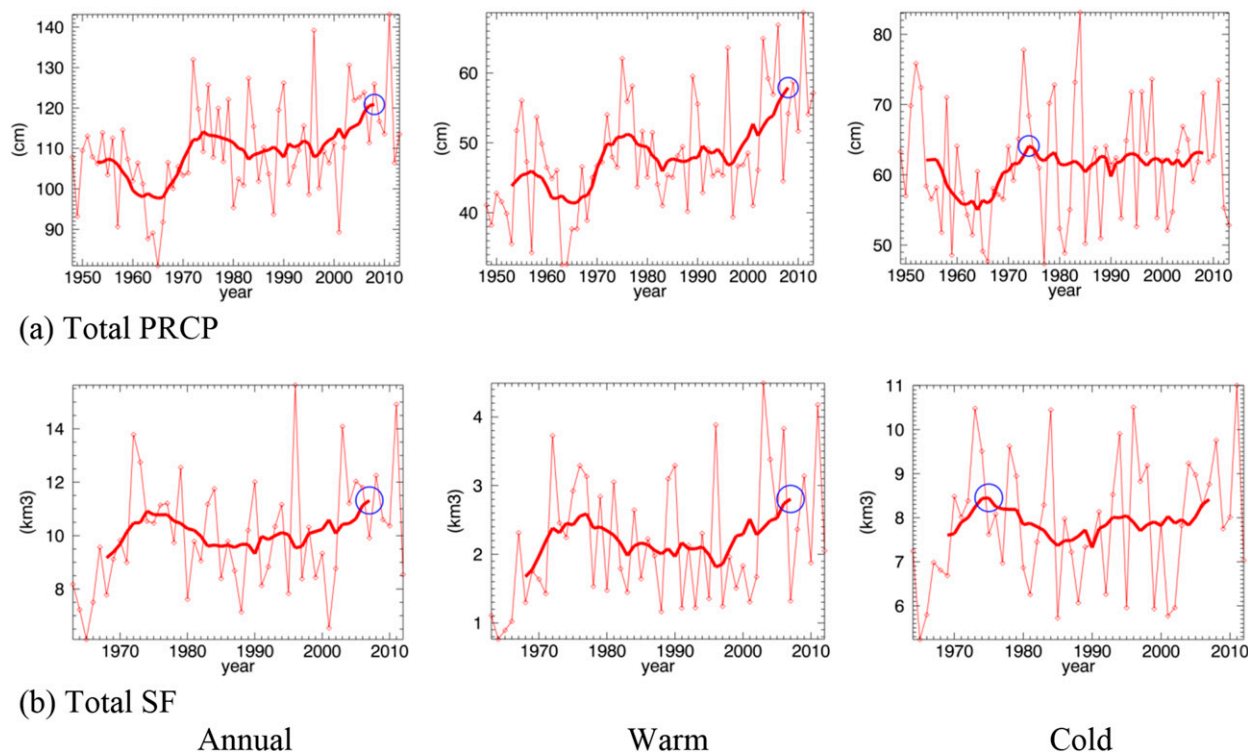 140
130
120
110
100
90
(cm)
1950 1960 1970 1980 1990 2000 2010
year
60
50
40
(cm)
1950 1960 1970 1980 1990 2000 2010
year
80
70
60
50
(cm)
1950 1960 1970 1980 1990 2000 2010
year
(a) Total PRCP
14
12
10
8
(km3)
1970 1980 1990 2000 2010
year
4
3
2
1
(km3)
1970 1980 1990 2000 2010
year
11
10
9
8
7
6
(km3)
1970 1980 1990 2000 2010
year
(b) Total SF
Annual Warm Cold